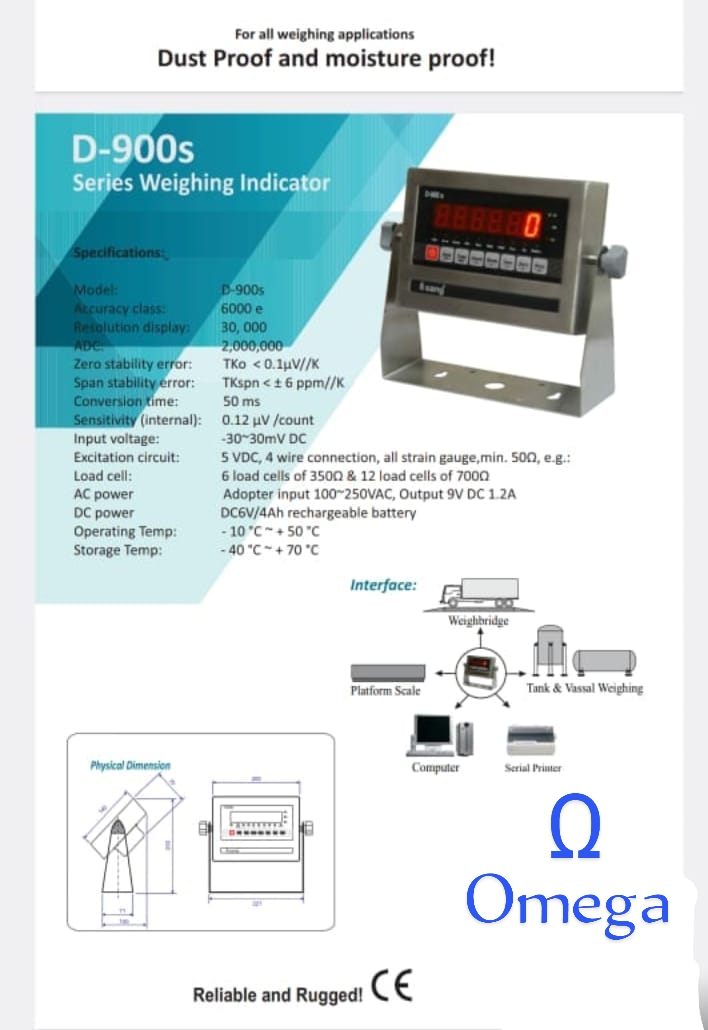 For all weighing applications
Dust Proof and moisture proof!
D-900s
Series Weighing Indicator
Specifications:
Model: D-900s
Accuracy class: 6000 e
Resolution display: 30, 000
ADC: 2,000,000
Zero stability error: TKo < 0.1µV//K
Span stability error: TKspn < ± 6 ppm//K
Conversion time: 50 ms
Sensitivity (internal): 0.12 µV /count
Input voltage: -30~30mV DC
Excitation circuit: 5 VDC, 4 wire connection, all strain gauge,min. 50Ω, e.g.:
Load cell: 6 load cells of 350Ω & 12 load cells of 700Ω
AC power Adopter input 100~250VAC, Output 9V DC 1.2A
DC power DC6V/4Ah rechargeable battery
Operating Temp: - 10 °C ~ + 50 °C
Storage Temp: - 40 °C ~ + 70 °C
Interface:
Weighbridge
Platform Scale
Tank & Vassal Weighing
Computer
Serial Printer
Physical Dimension
Ω
Omega
Reliable and Rugged! CE